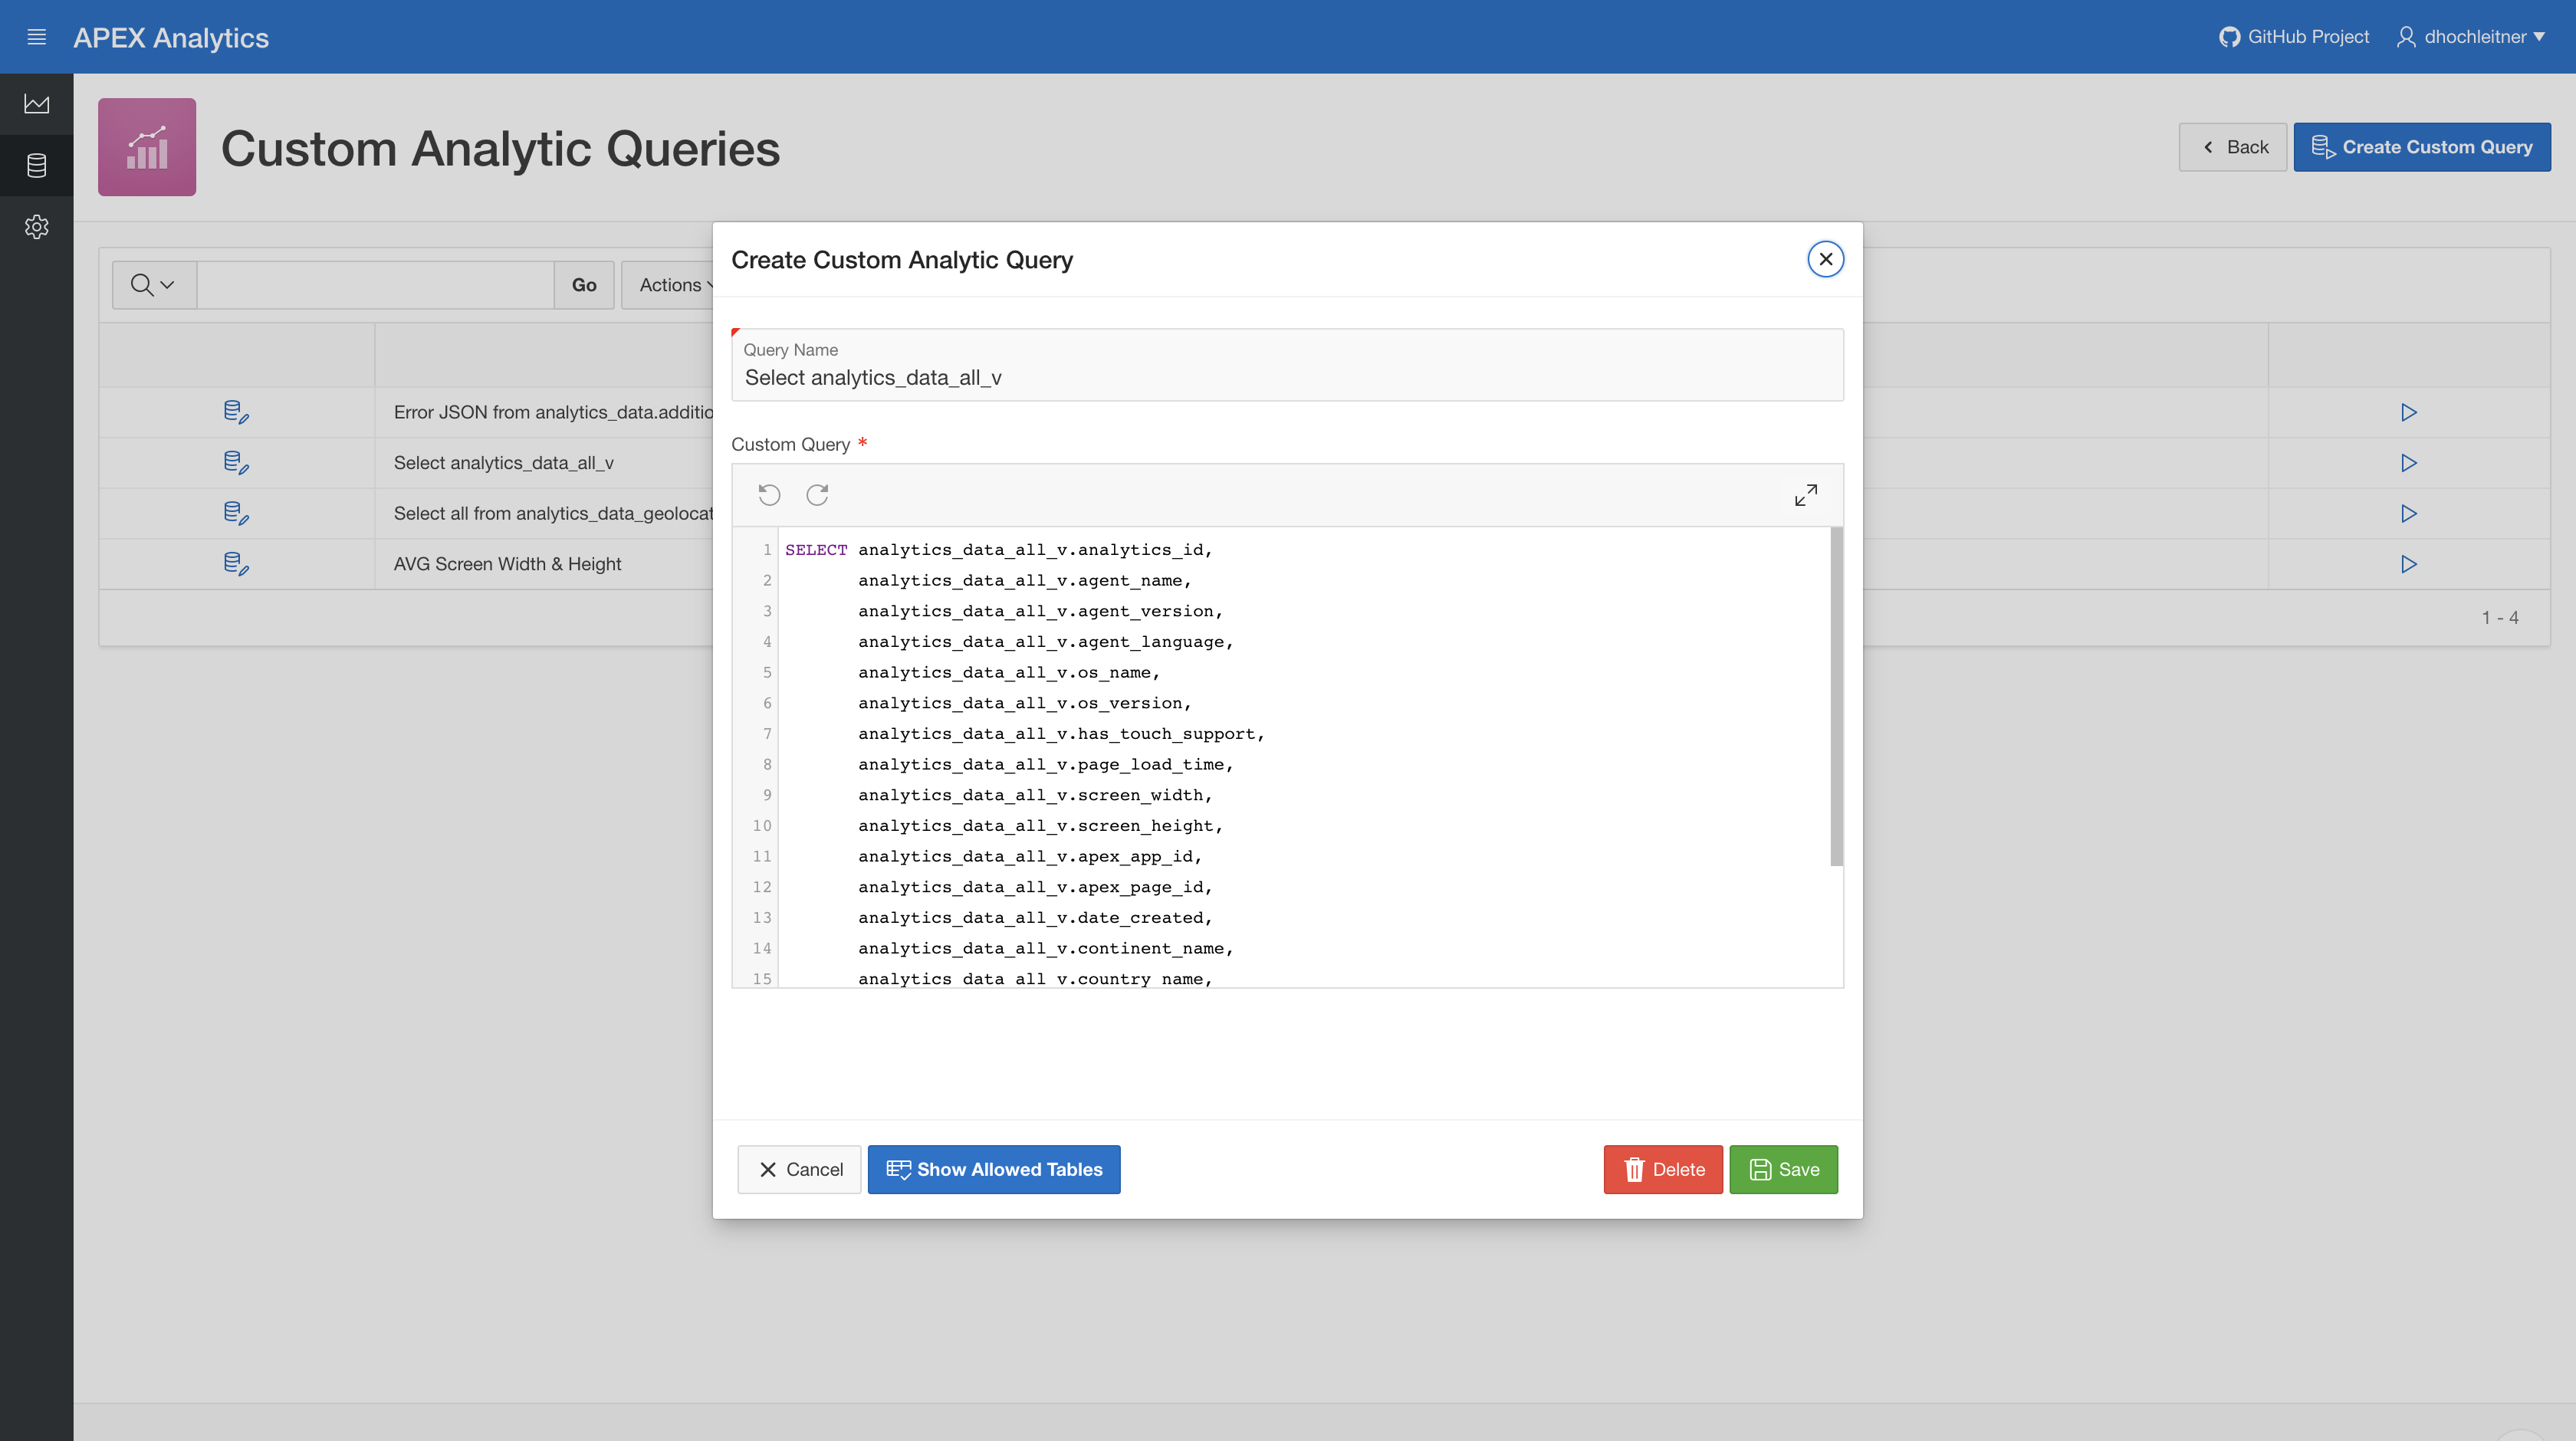 APEX Analytics
GitHub Project
dhochleitner
Custom Analytic Queries
Back
Create Custom Query
Go
Actions
Error JSON from analytics_data.additio
Select analytics_data_all_v
Select all from analytics_data_geolocat
AVG Screen Width & Height
1 - 4
Create Custom Analytic Query
Query Name
Select analytics_data_all_v
Custom Query *
1 SELECT analytics_data_all_v.analytics_id,
2 analytics_data_all_v.agent_name,
3 analytics_data_all_v.agent_version,
4 analytics_data_all_v.agent_language,
5 analytics_data_all_v.os_name,
6 analytics_data_all_v.os_version,
7 analytics_data_all_v.has_touch_support,
8 analytics_data_all_v.page_load_time,
9 analytics_data_all_v.screen_width,
10 analytics_data_all_v.screen_height,
11 analytics_data_all_v.apex_app_id,
12 analytics_data_all_v.apex_page_id,
13 analytics_data_all_v.date_created,
14 analytics_data_all_v.continent_name,
15 analytics_data_all_v.country_name,
Cancel
Show Allowed Tables
Delete
Save